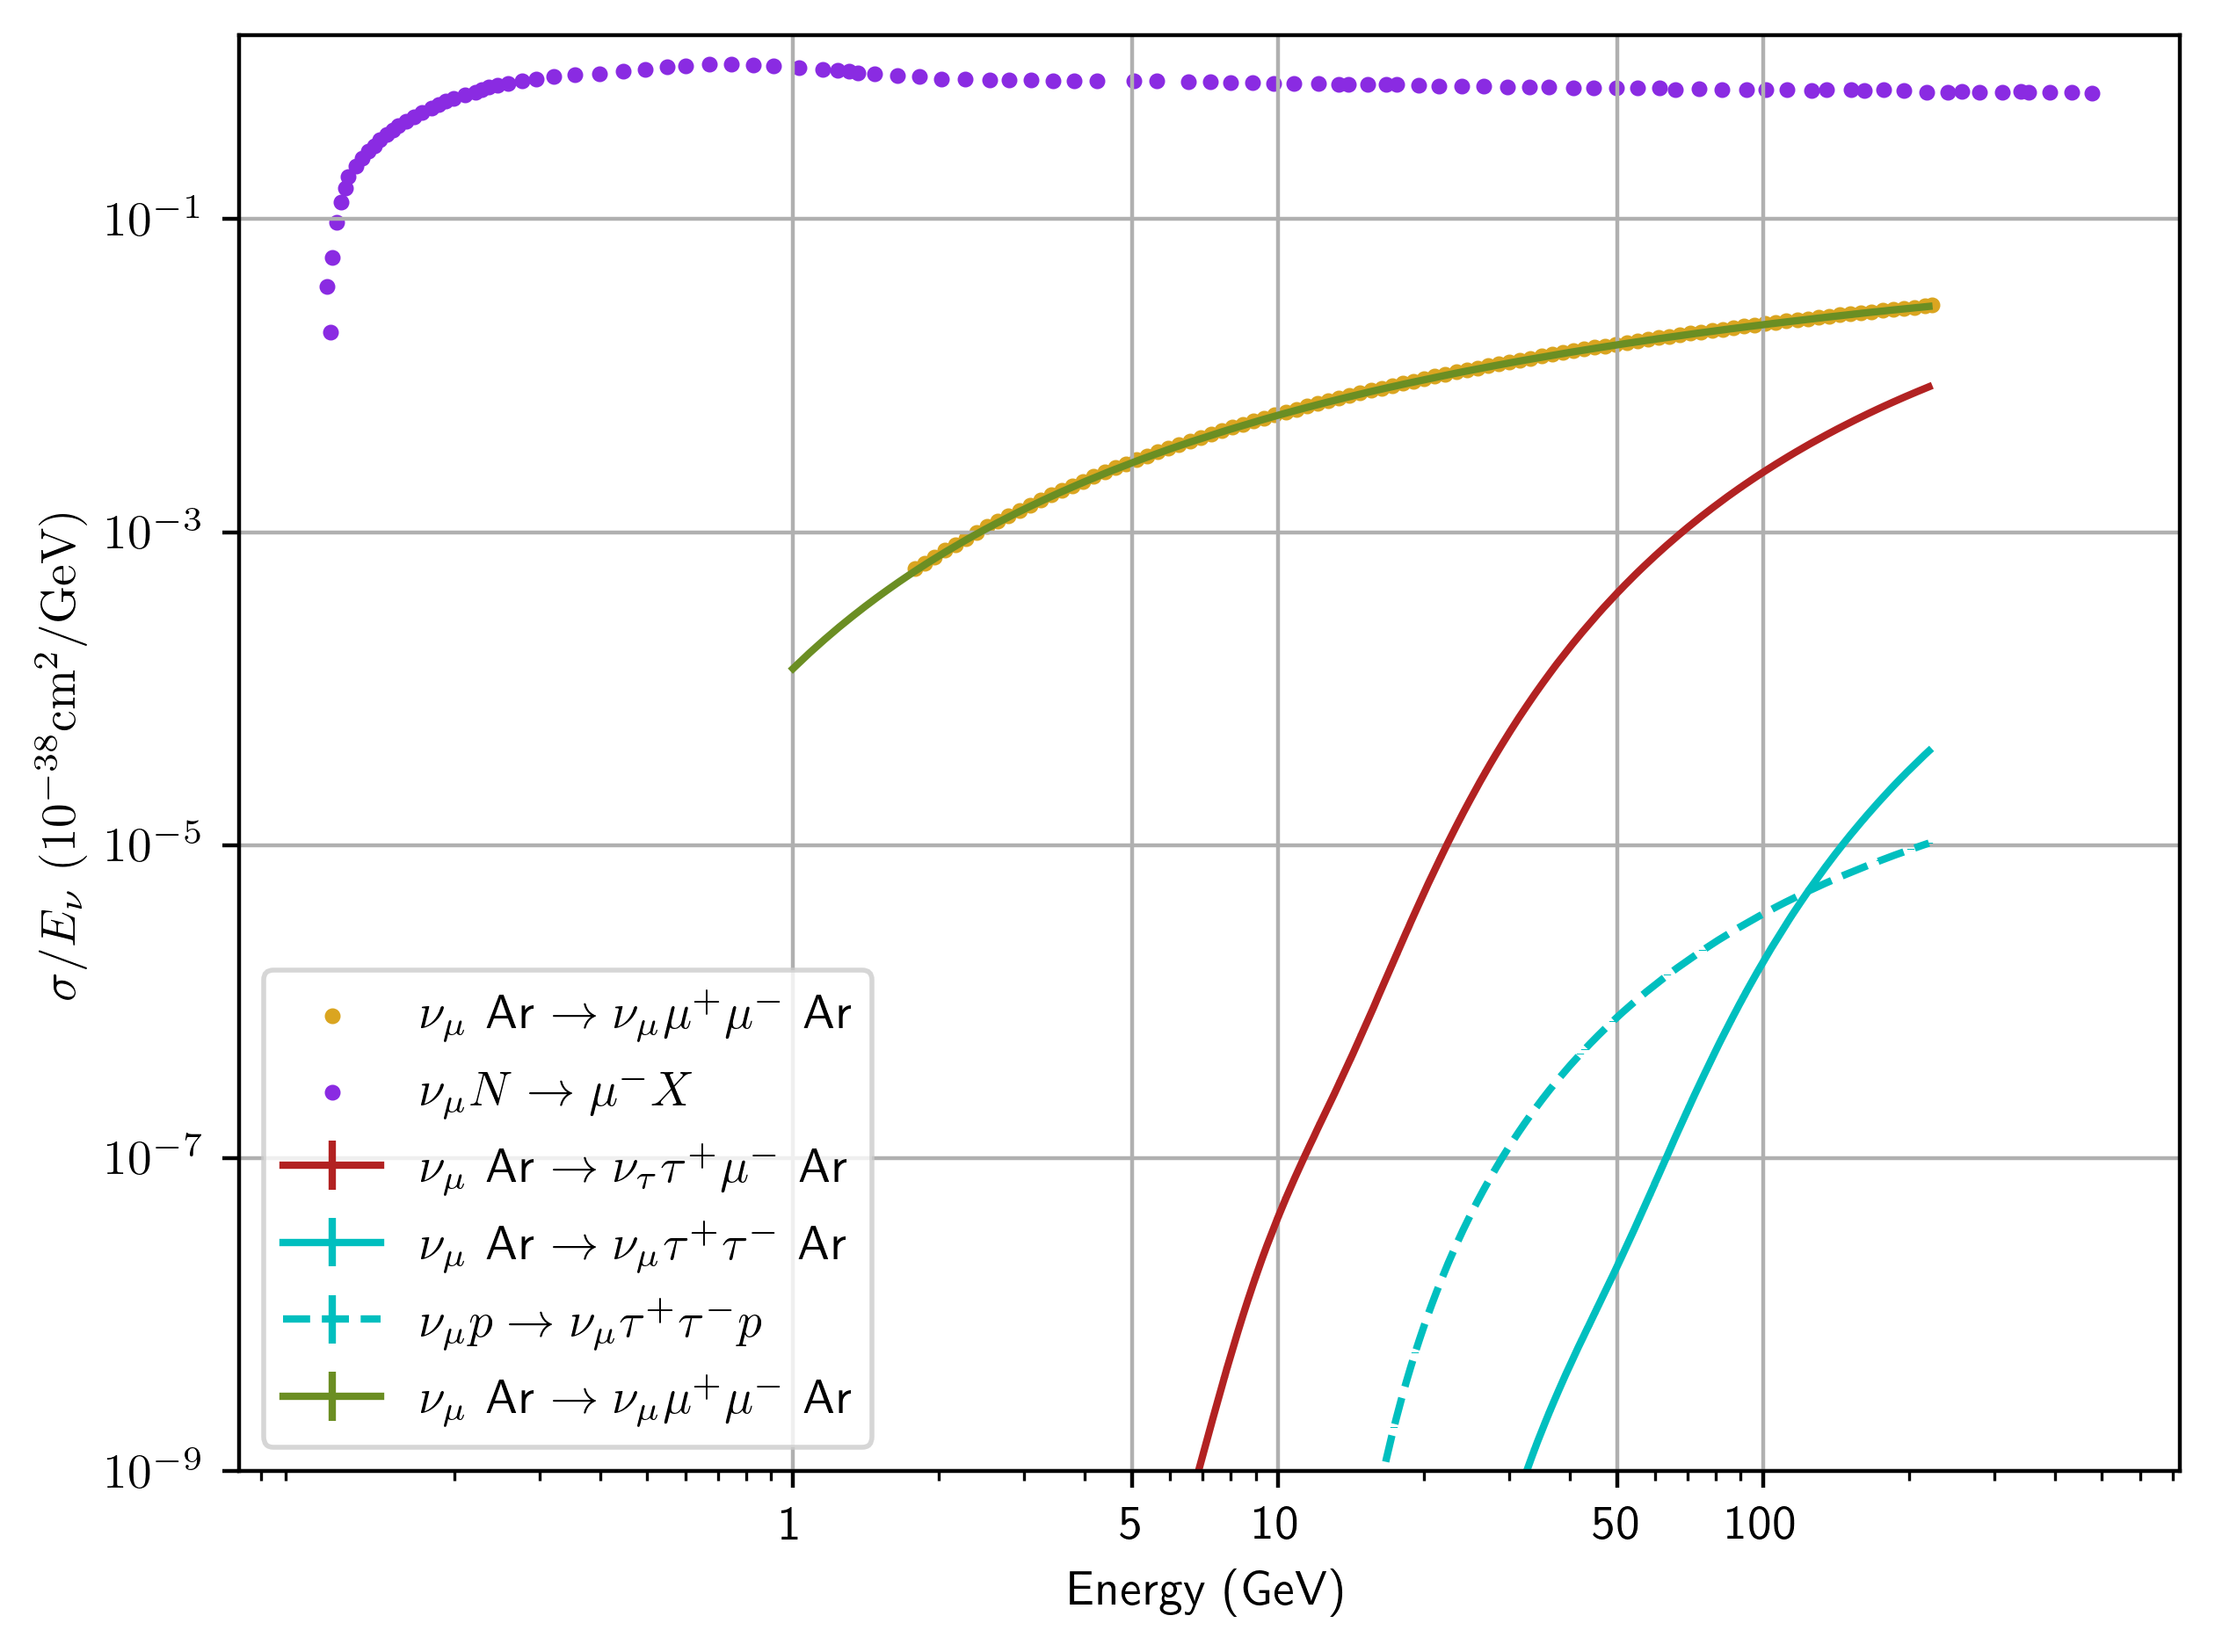 σ/E_ν (10⁻³⁸cm²/GeV)
10⁻¹
10⁻³
10⁻⁵
10⁻⁷
10⁻⁹
ν_μ Ar → ν_μμ⁺μ⁻ Ar
ν_μN → μ⁻X
ν_μ Ar → ν_ττ⁺μ⁻ Ar
ν_μ Ar → ν_μτ⁺τ⁻ Ar
ν_μp → ν_μτ⁺τ⁻p
ν_μ Ar → ν_μμ⁺μ⁻ Ar
1 5 10 50 100
Energy (GeV)